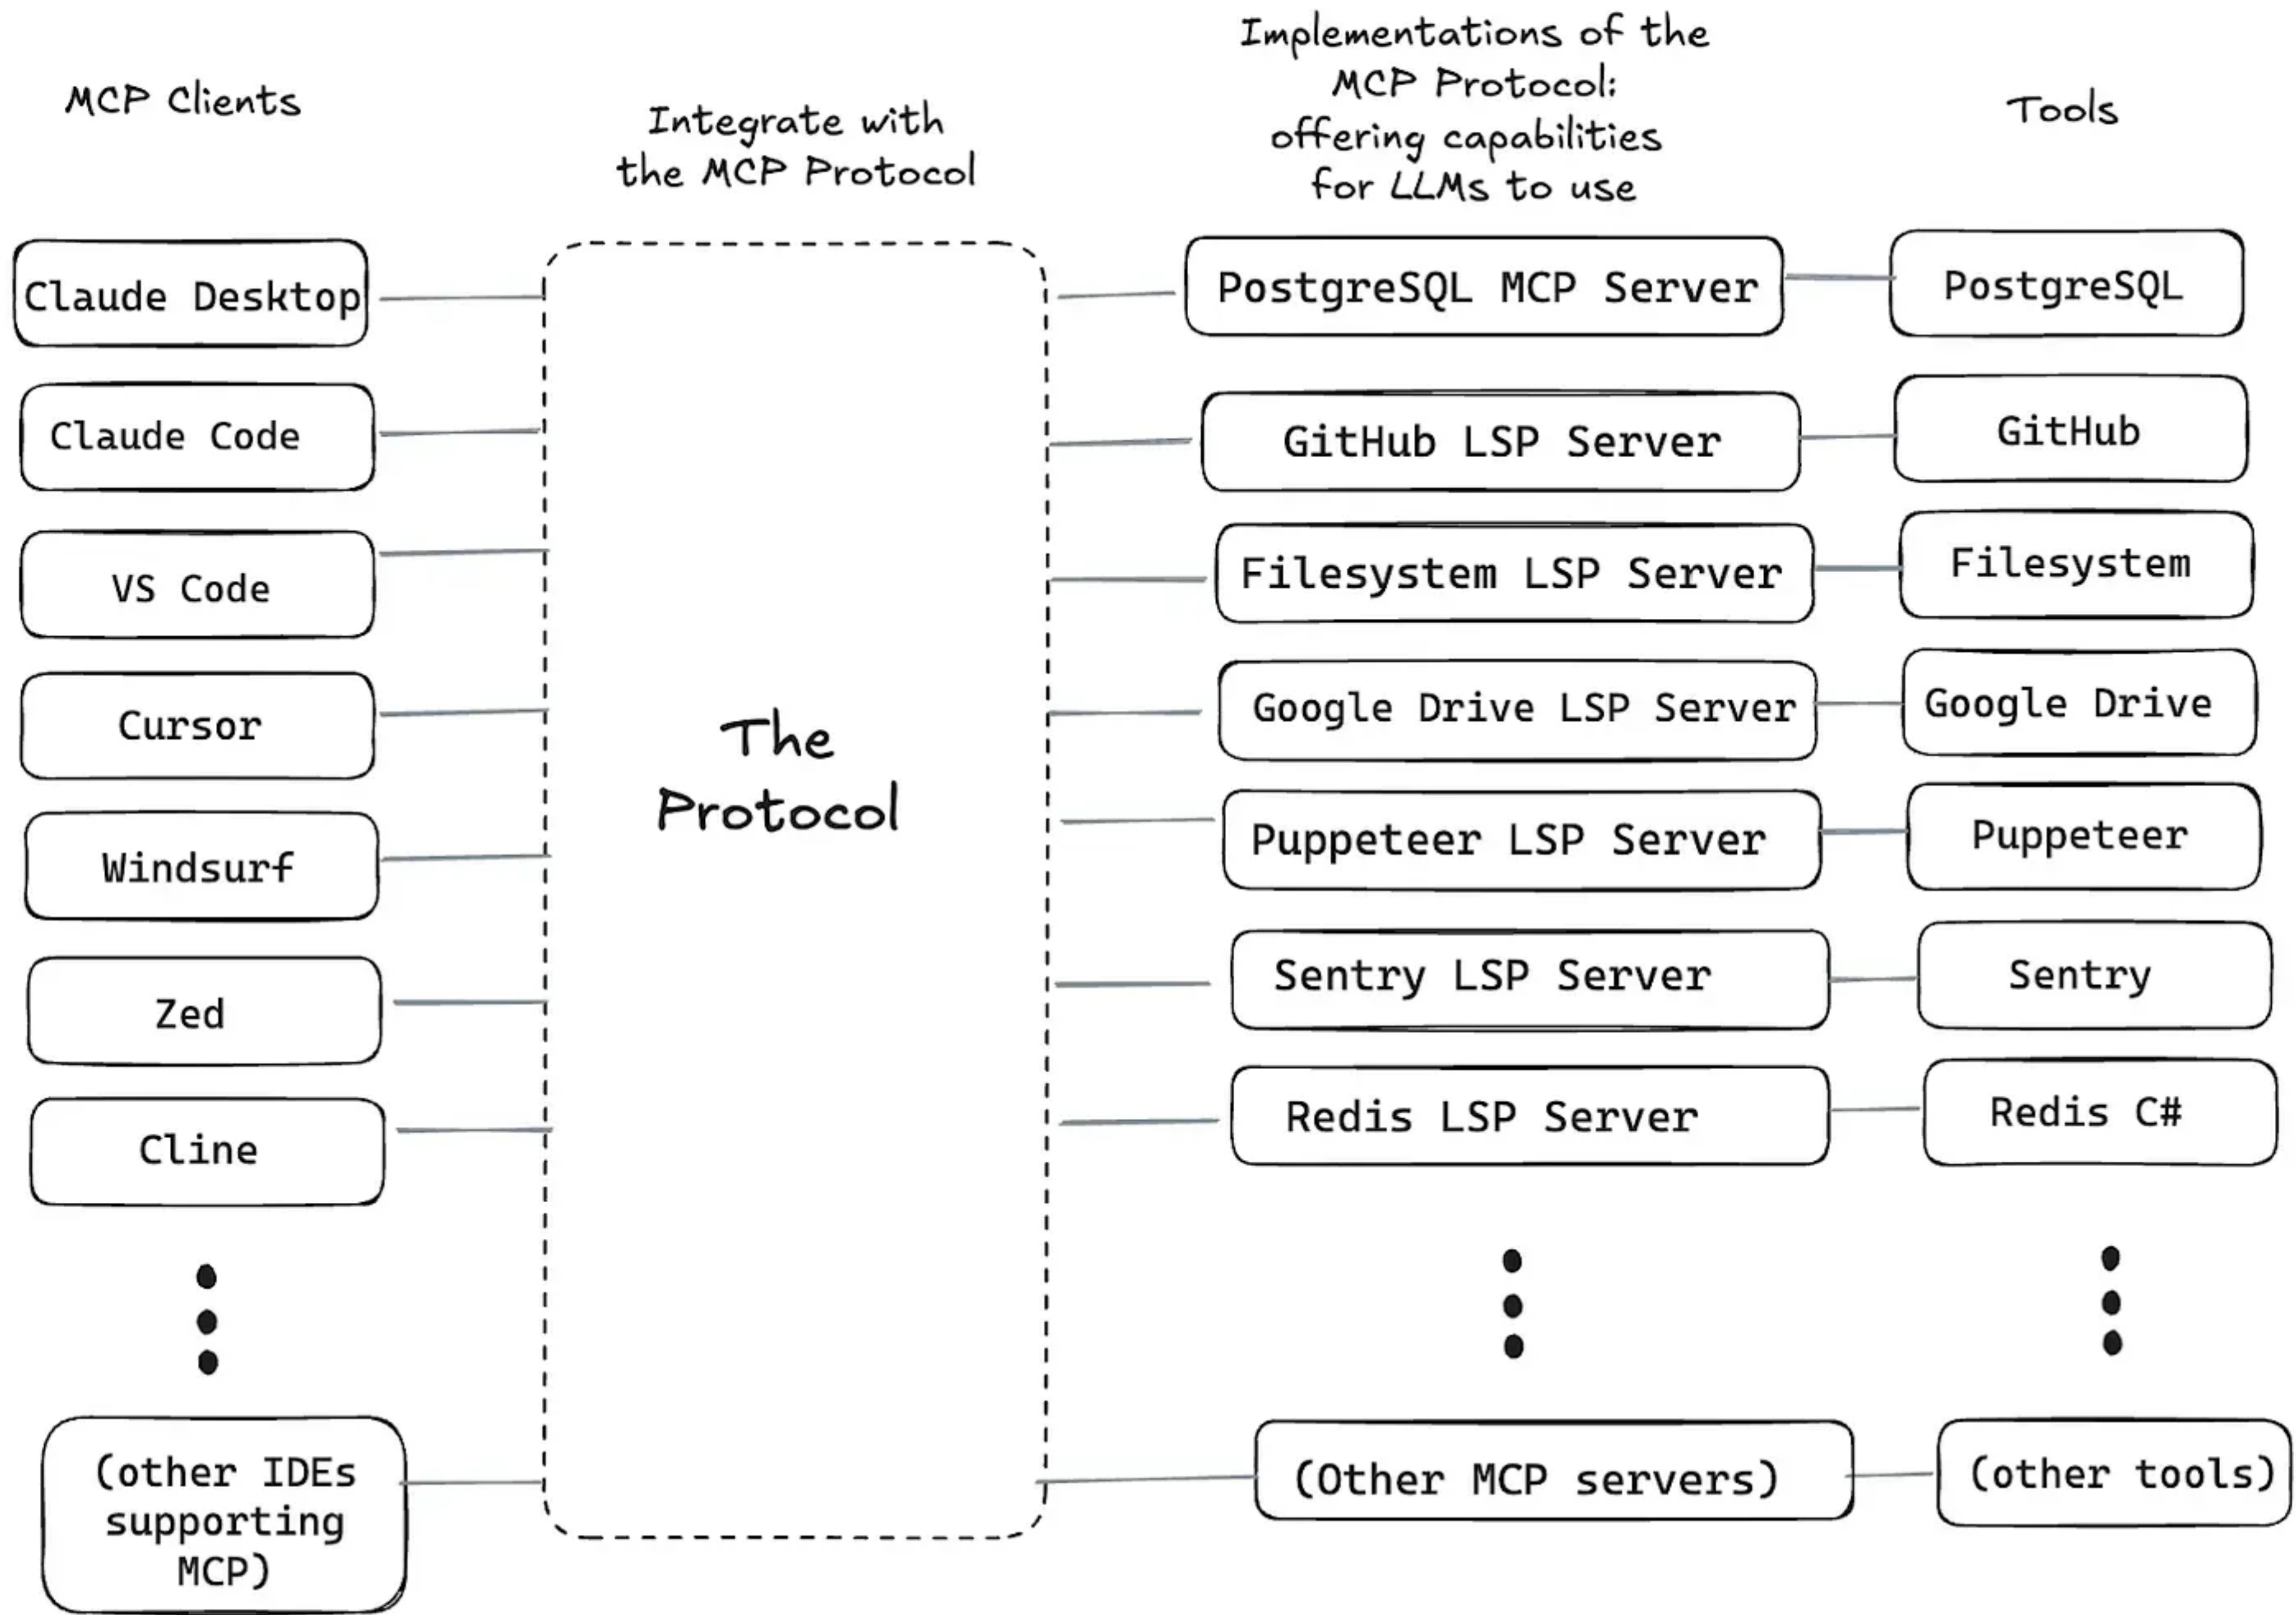 MCP Clients
Integrate with
the MCP Protocol
Implementations of the
MCP Protocol:
offering capabilities
for LLMs to use
Tools
Claude Desktop
PostgreSQL MCP Server
PostgreSQL
Claude Code
GitHub LSP Server
GitHub
VS Code
Filesystem LSP Server
Filesystem
Cursor
The
Protocol
Google Drive LSP Server
Google Drive
Windsurf
Puppeteer LSP Server
Puppeteer
Zed
Sentry LSP Server
Sentry
Cline
Redis LSP Server
Redis C#
(other IDEs
supporting
MCP)
(Other MCP servers)
(other tools)